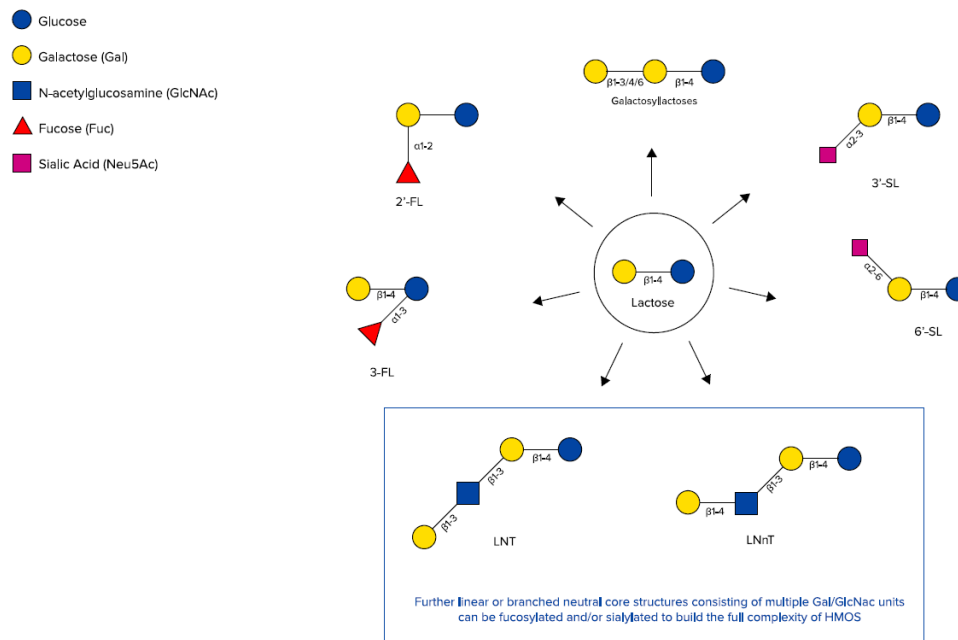 Glucose
Galactose (Gal)
N-acetylglucosamine (GlcNAc)
Fucose (Fuc)
Sialic Acid (Neu5Ac)
β1-3/4/6
β1-4
Galactosyllactoses
α1-2
2'-FL
α2-3
β1-4
3'-SL
β1-4
α1-3
3-FL
β1-4
Lactose
α2-6
β1-4
6'-SL
β1-4
β1-3
β1-3
LNT
β1-4
β1-3
β1-4
LNnT
Further linear or branched neutral core structures consisting of multiple Gal/GlcNac units
can be fucosylated and/or sialylated to build the full complexity of HMOS